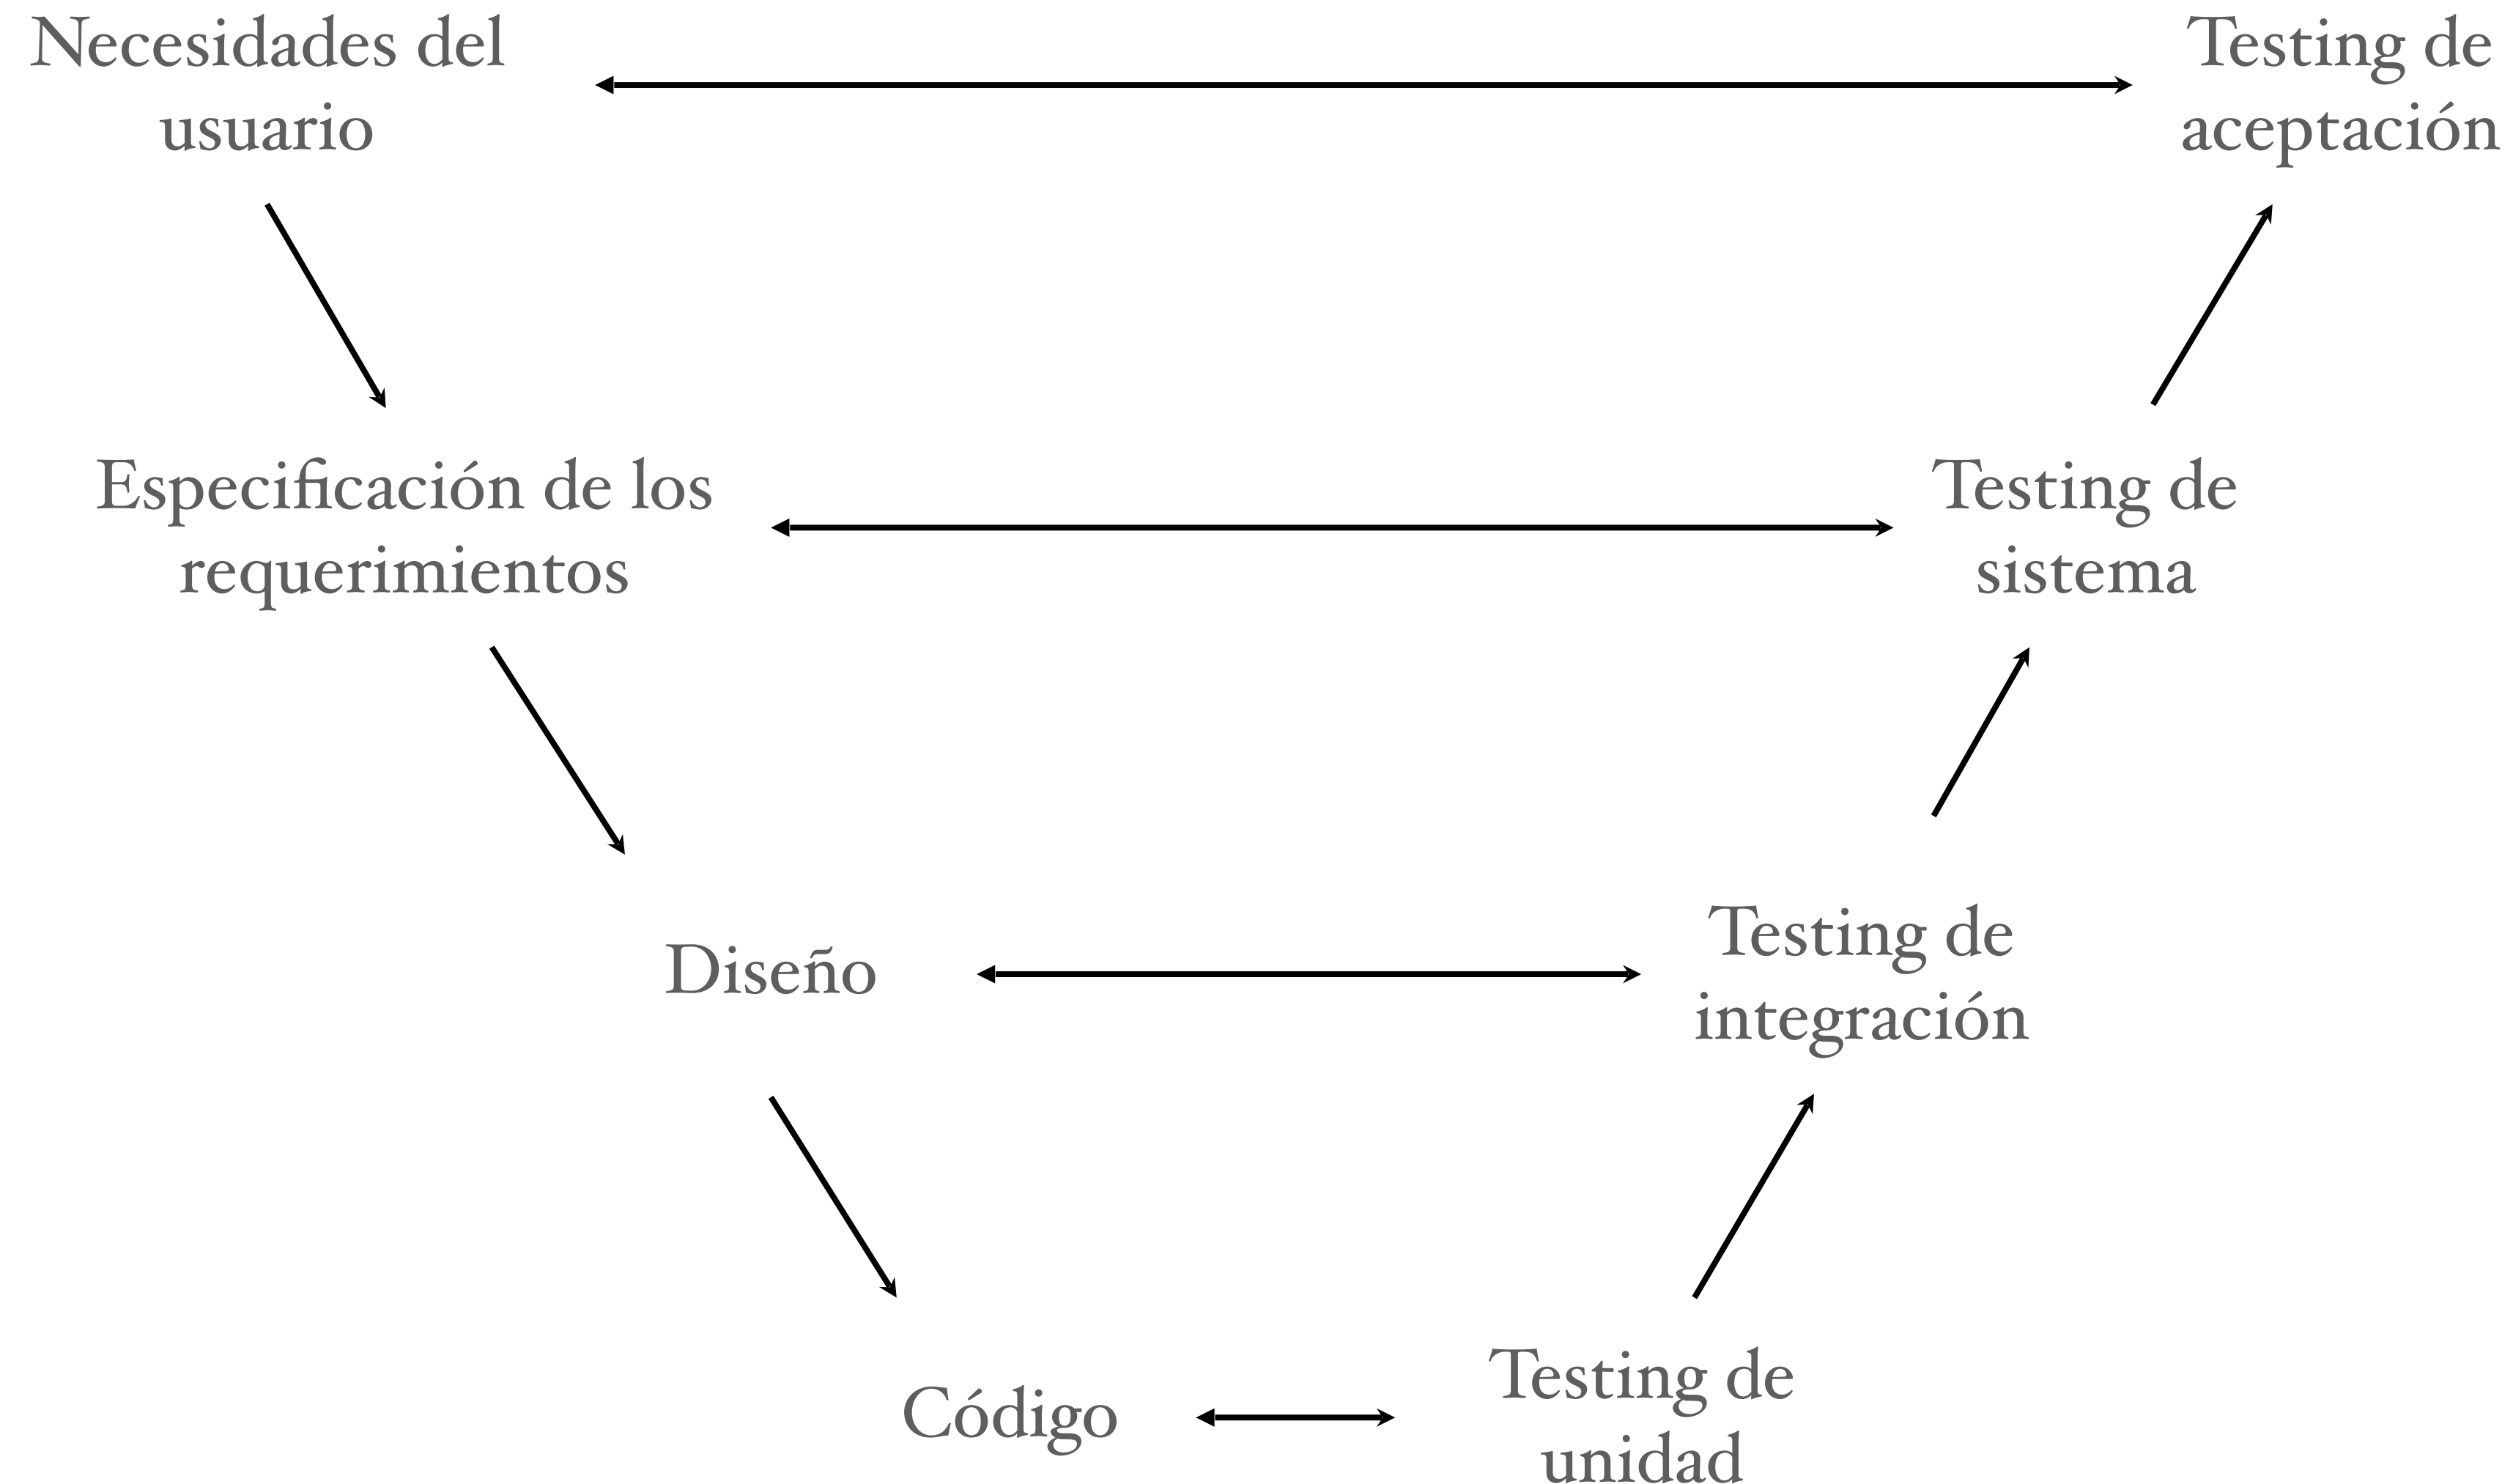 Necesidades del
usuario
Testing de
aceptación
Especificación de los
requerimientos
Testing de
sistema
Diseño
Testing de
integración
Código
Testing de
unidad